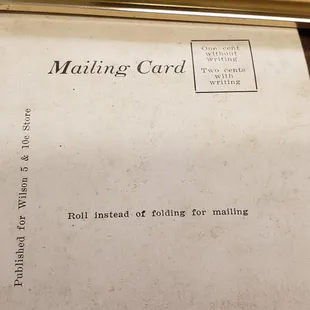 Mailing Card
One cent
without
writing
Two cents
with
writing
Published for Wilson 5 & 10c Store
Roll instead of folding for mailing